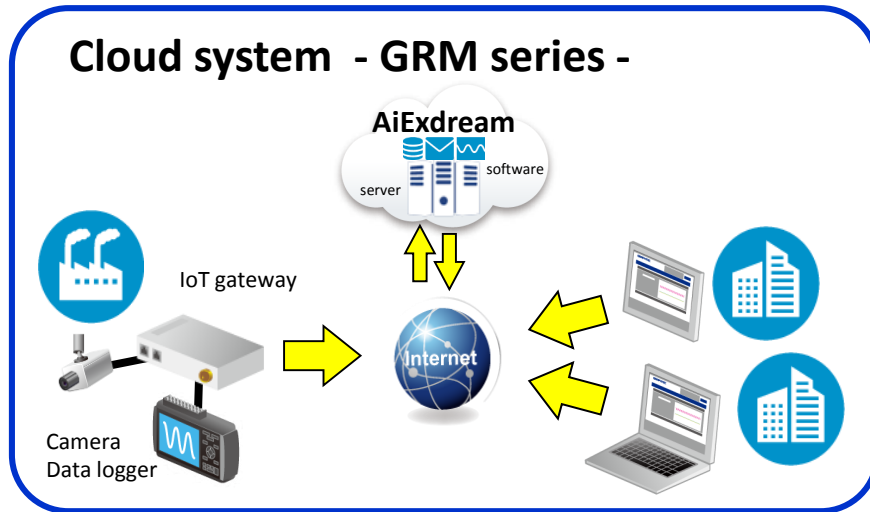 Cloud system - GRM series -
AiExdream
software
server
IoT gateway
Internet
Camera
Data logger